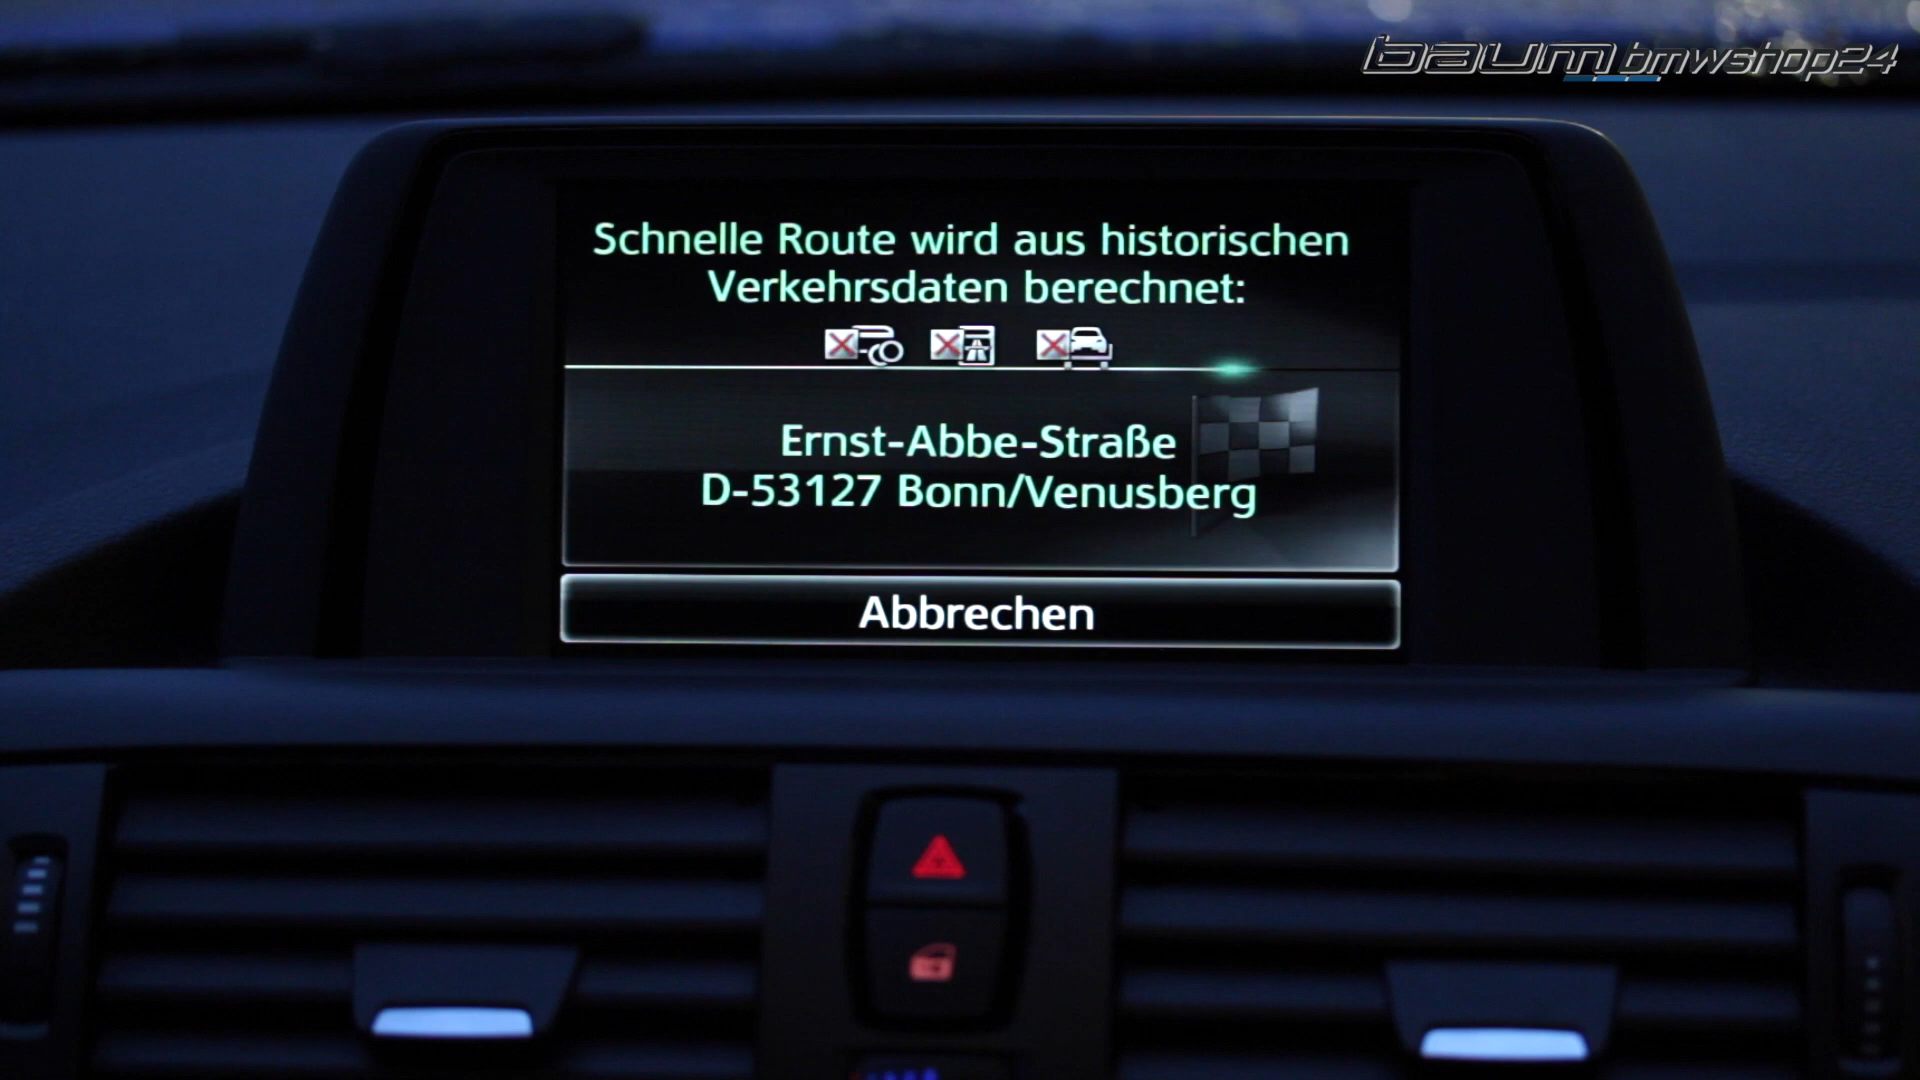 baum bmwshop24
Schnelle Route wird aus historischen
Verkehrsdaten berechnet:
Ernst-Abbe-Straße
D-53127 Bonn/Venusberg
Abbrechen